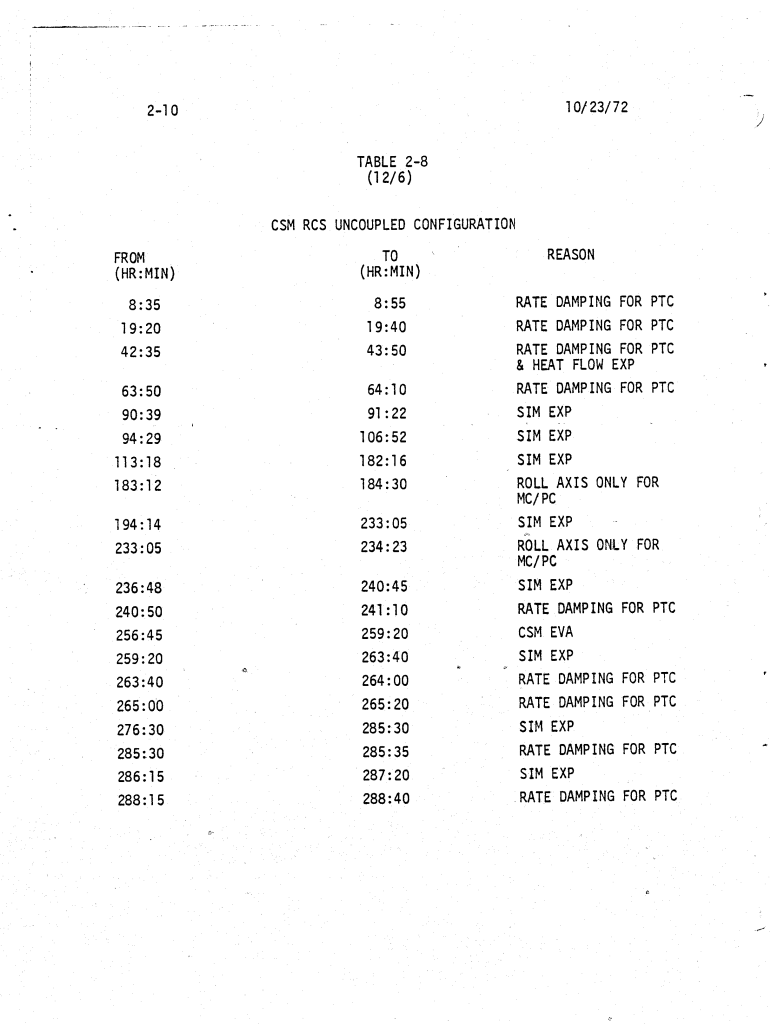 2-10 10/23/72
TABLE 2-8
(12/6)
CSM RCS UNCOUPLED CONFIGURATION
FROM TO REASON
(HR:MIN) (HR:MIN)
8:35 8:55 RATE DAMPING FOR PTC
19:20 19:40 RATE DAMPING FOR PTC
42:35 43:50 RATE DAMPING FOR PTC
& HEAT FLOW EXP
63:50 64:10 RATE DAMPING FOR PTC
90:39 91:22 SIM EXP
94:29 106:52 SIM EXP
113:18 182:16 SIM EXP
183:12 184:30 ROLL AXIS ONLY FOR
MC/PC
194:14 233:05 SIM EXP
233:05 234:23 ROLL AXIS ONLY FOR
MC/PC
236:48 240:45 SIM EXP
240:50 241:10 RATE DAMPING FOR PTC
256:45 259:20 CSM EVA
259:20 263:40 SIM EXP
263:40 264:00 RATE DAMPING FOR PTC
265:00 265:20 RATE DAMPING FOR PTC
276:30 285:30 SIM EXP
285:30 285:35 RATE DAMPING FOR PTC
286:15 287:20 SIM EXP
288:15 288:40 RATE DAMPING FOR PTC